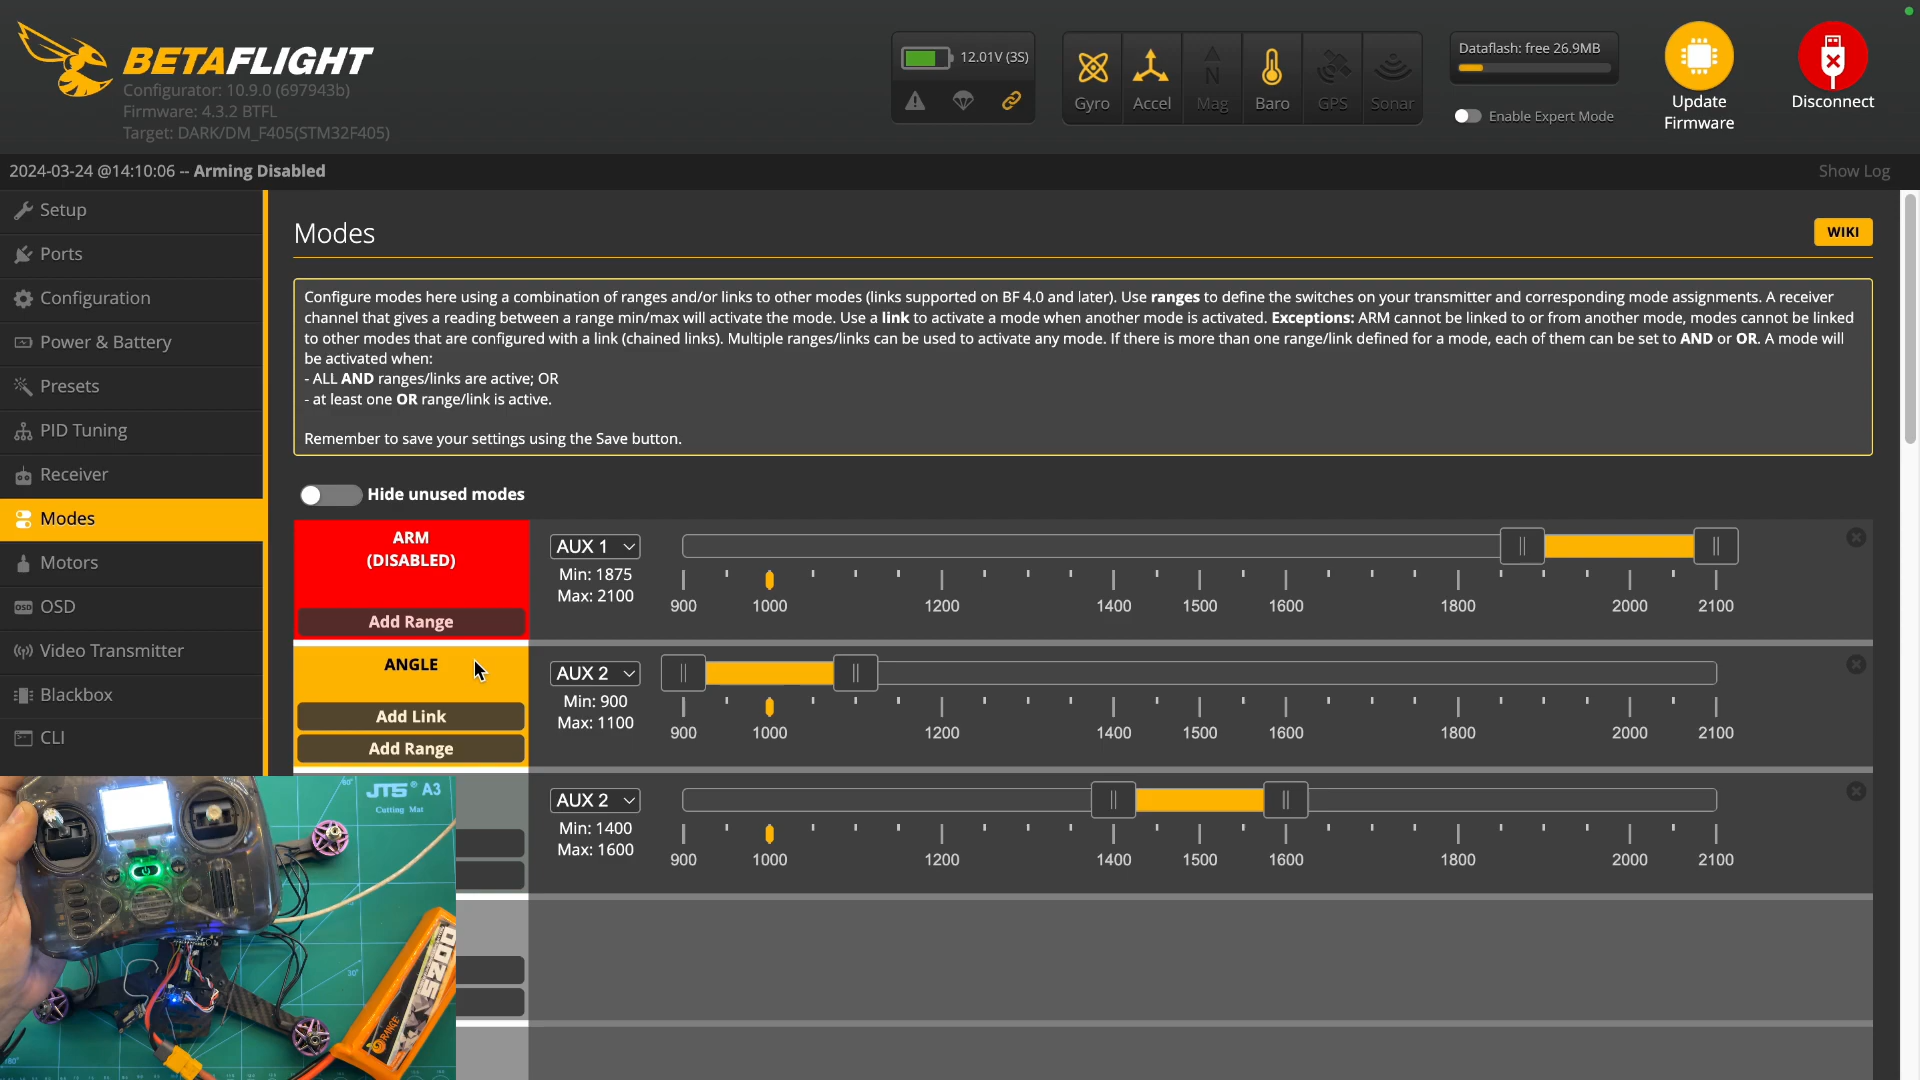 BETAFLIGHT
Configurator: 10.9.0 (697943b)
Firmware: 4.3.2 BTFL
Target: DARK/DM_F405(STM32F405)
12.01V (3S)
Gyro
Accel
Mag
Baro
GPS
Sonar
Dataflash: free 26.9MB
Enable Expert Mode
Update
Firmware
Disconnect
2024-03-24 @14:10:06 -- Arming Disabled
Show Log
Setup
Ports
Configuration
Power & Battery
Presets
PID Tuning
Receiver
Modes
Motors
OSD
Video Transmitter
Blackbox
CLI
Modes
WIKI
Configure modes here using a combination of ranges and/or links to other modes (links supported on BF 4.0 and later). Use ranges to define the switches on your transmitter and corresponding mode assignments. A receiver
channel that gives a reading between a range min/max will activate the mode. Use a link to activate a mode when another mode is activated. Exceptions: ARM cannot be linked to or from another mode, modes cannot be linked
to other modes that are configured with a link (chained links). Multiple ranges/links can be used to activate any mode. If there is more than one range/link defined for a mode, each of them can be set to AND or OR. A mode will
be activated when:
- ALL AND ranges/links are active; OR
- at least one OR range/link is active.
Remember to save your settings using the Save button.
Hide unused modes
ARM
(DISABLED)
Add Range
AUX 1
Min: 1875
Max: 2100
900 1000 1200 1400 1500 1600 1800 2000 2100
ANGLE
Add Link
Add Range
AUX 2
Min: 900
Max: 1100
900 1000 1200 1400 1500 1600 1800 2000 2100
AUX 2
Min: 1400
Max: 1600
900 1000 1200 1400 1500 1600 1800 2000 2100
JTS® A3
Cutting Mat
5200
ORANGE